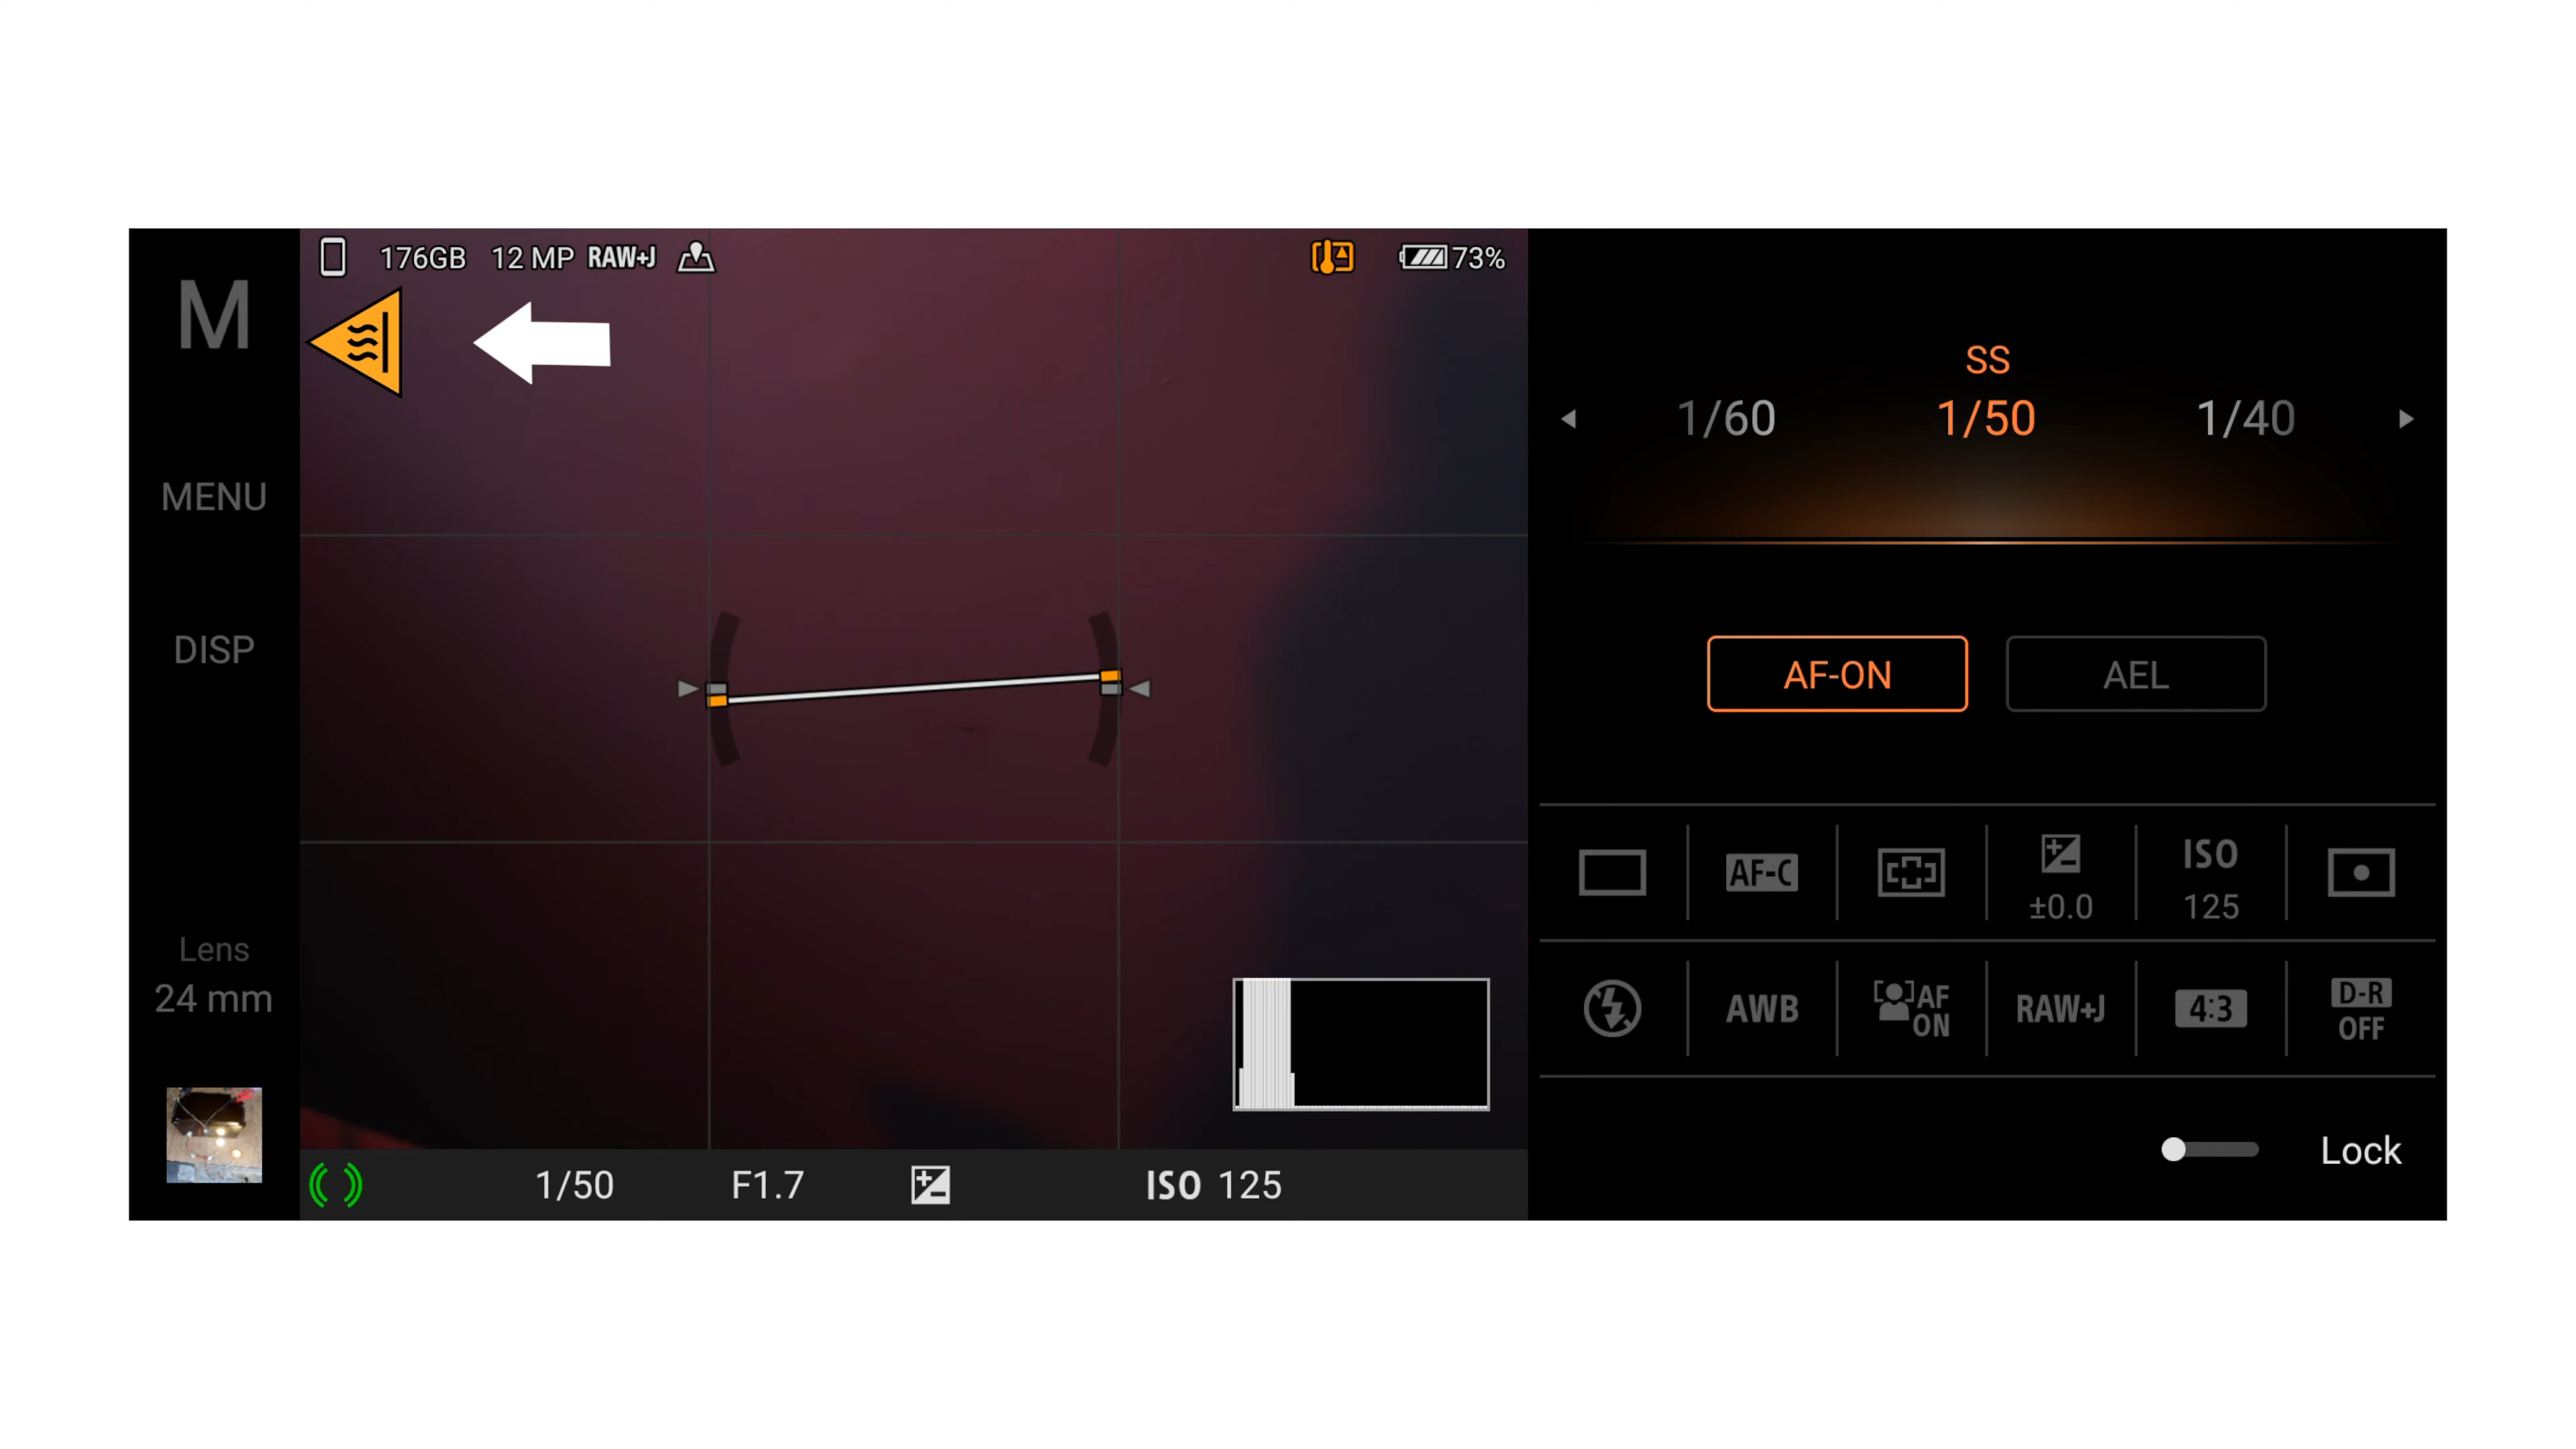 176GB 12 MP RAW+J 73%
M
SS
1/60 1/50 1/40
MENU
DISP
AF-ON AEL
AF-C ±0.0 ISO 125
Lens
24 mm
AWB AF ON RAW+J 4:3 D-R OFF
Lock
1/50 F1.7 ISO 125